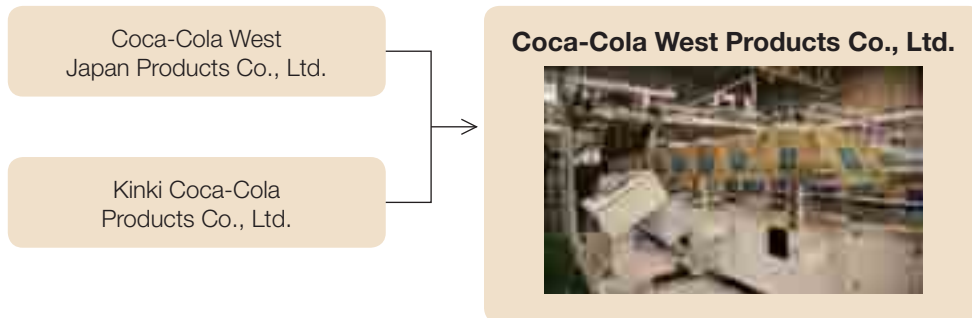 Coca-Cola West
Japan Products Co., Ltd.
Kinki Coca-Cola
Products Co., Ltd.
Coca-Cola West Products Co., Ltd.